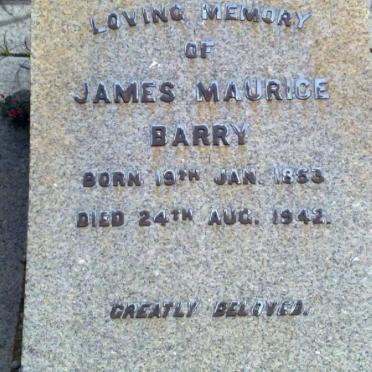 LOVING MEMORY
OF
JAMES MAURICE
BARRY
BORN 19TH JAN. 1853
DIED 24TH AUG. 1942.
GREATLY BELOVED.